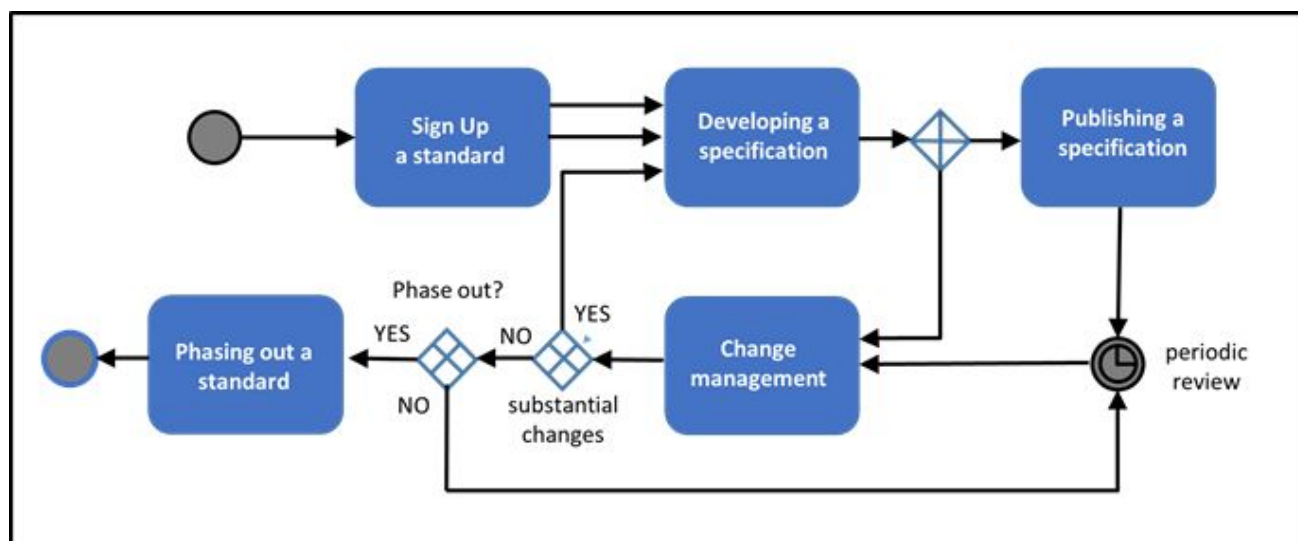 Sign Up
a standard
Developing a
specification
Publishing a
specification
Phase out?
YES
NO
YES
NO
Phasing out a
standard
substantial
changes
Change
management
periodic
review